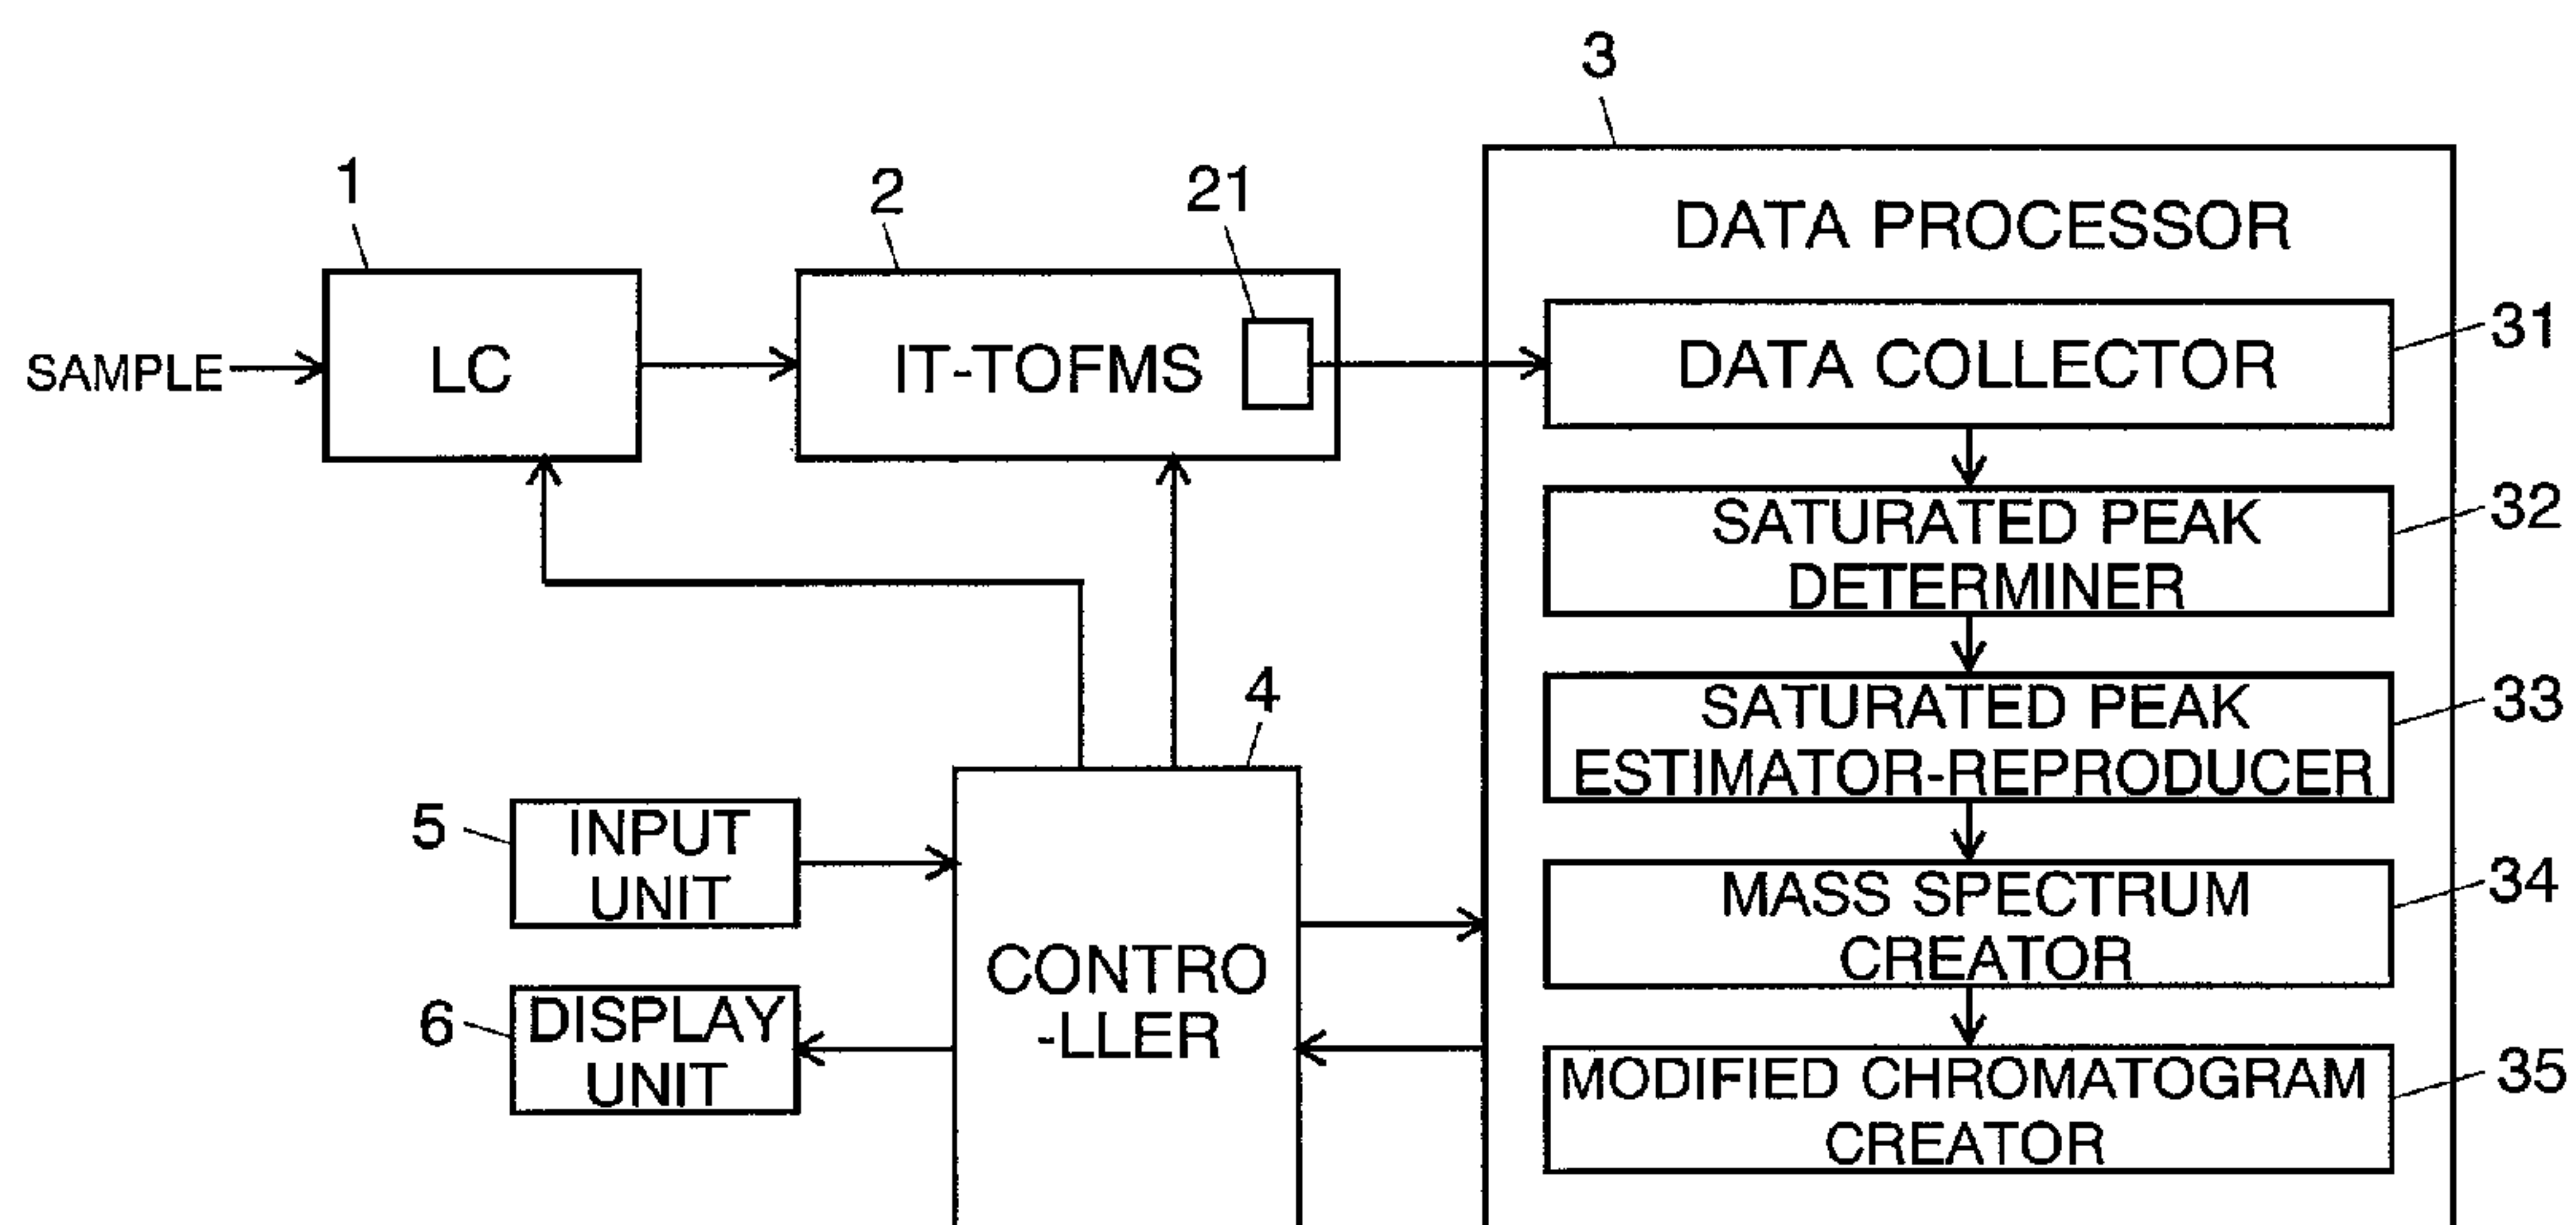 3
1
2
21
DATA PROCESSOR
SAMPLE
LC
IT-TOFMS
DATA COLLECTOR
31
SATURATED PEAK
DETERMINER
32
SATURATED PEAK
ESTIMATOR-REPRODUCER
33
4
5
INPUT
UNIT
MASS SPECTRUM
CREATOR
34
CONTRO
-LLER
6
DISPLAY
UNIT
MODIFIED CHROMATOGRAM
CREATOR
35